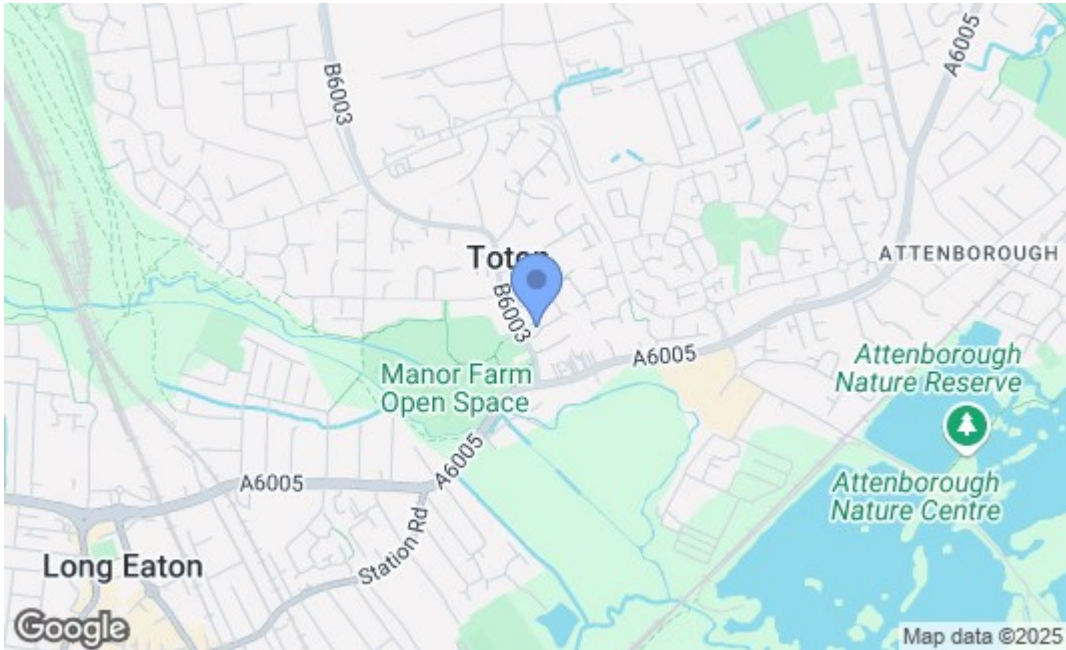 B6003
A6005
Toton
ATTENBOROUGH
B6003
A6005
Attenborough
Nature Reserve
Manor Farm
Open Space
A6005
A6005
Attenborough
Nature Centre
Station Rd
Long Eaton
Google
Map data ©2025